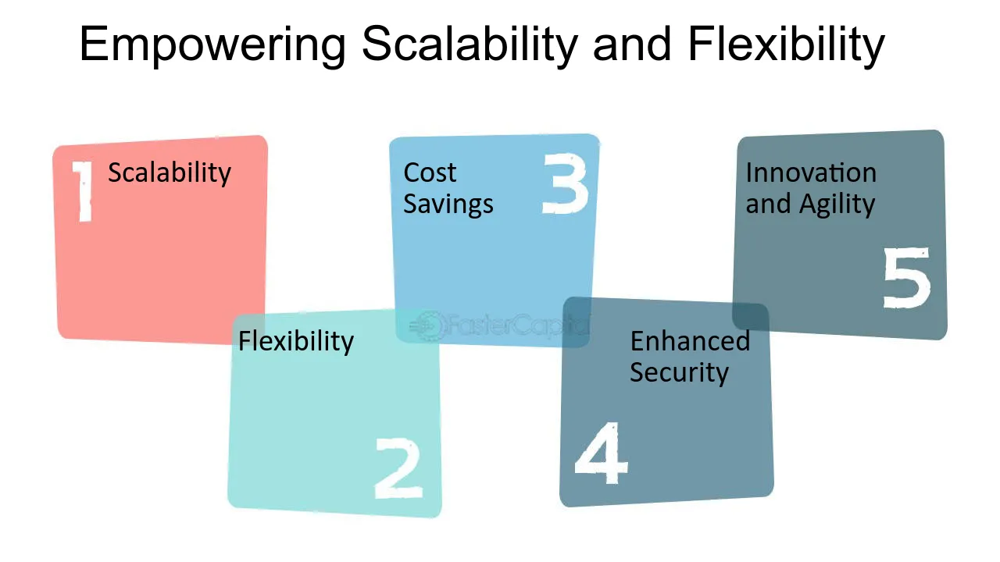 Empowering Scalability and Flexibility
1 Scalability
Flexibility
2
Cost
Savings
3
Enhanced
Security
4
Innovation
and Agility
5
FasterCapital